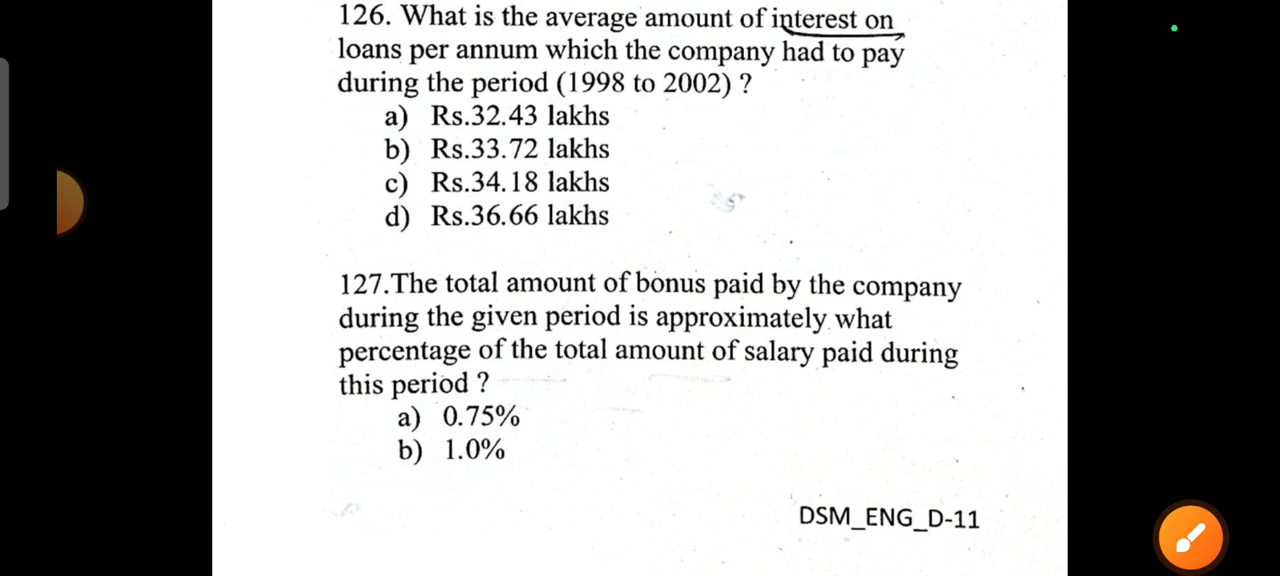 126. What is the average amount of interest on
loans per annum which the company had to pay
during the period (1998 to 2002) ?
a) Rs.32.43 lakhs
b) Rs.33.72 lakhs
c) Rs.34.18 lakhs
d) Rs.36.66 lakhs
127.The total amount of bonus paid by the company
during the given period is approximately what
percentage of the total amount of salary paid during
this period ?
a) 0.75%
b) 1.0%
DSM_ENG_D-11